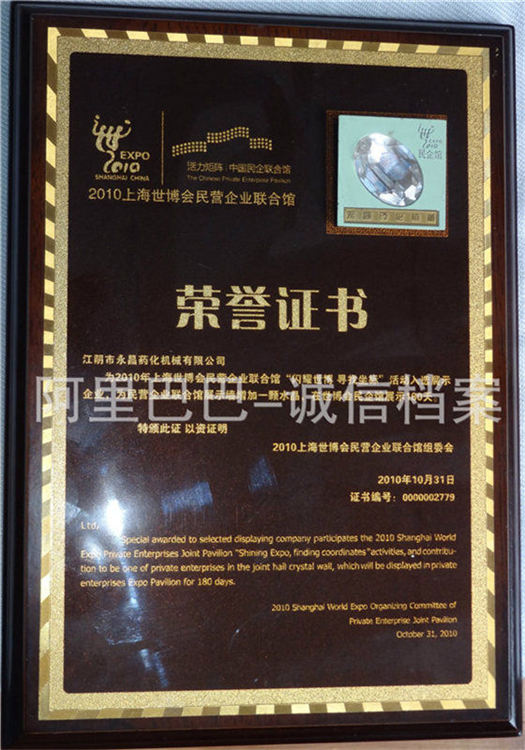 EXPO
2010
SHANGHAI CHINA
活力矩阵：中国民企联合馆
The Chinese Private Enterprise Pavilion
2010上海世博会民营企业联合馆
民企馆
荣誉证书
江阴市永昌药化机械有限公司
为2010年上海世博会民营企业联合馆“闪耀世博 寻找坐标”活动入选展示
企业，为民营企业联合馆展示墙增加一颗水晶，在世博会民企馆展示180天。
阿里巴巴-诚信档案
特颁此证 以资证明
2010上海世博会民营企业联合馆组委会
2010年10月31日
证书编号：0000002779
Ltd,
Special awarded to selected displaying company participates the 2010 Shanghai World
Expo Private Enterprises Joint Pavilion "Shining Expo, finding coordinates"activities, and contribu-
tion to be one of private enterprises in the joint hall crystal wall, which will be displayed in private
enterprises Expo Pavilion for 180 days.
2010 Shanghai World Expo Organizing Committee of
Private Enterprise Joint Pavilion
October 31, 2010